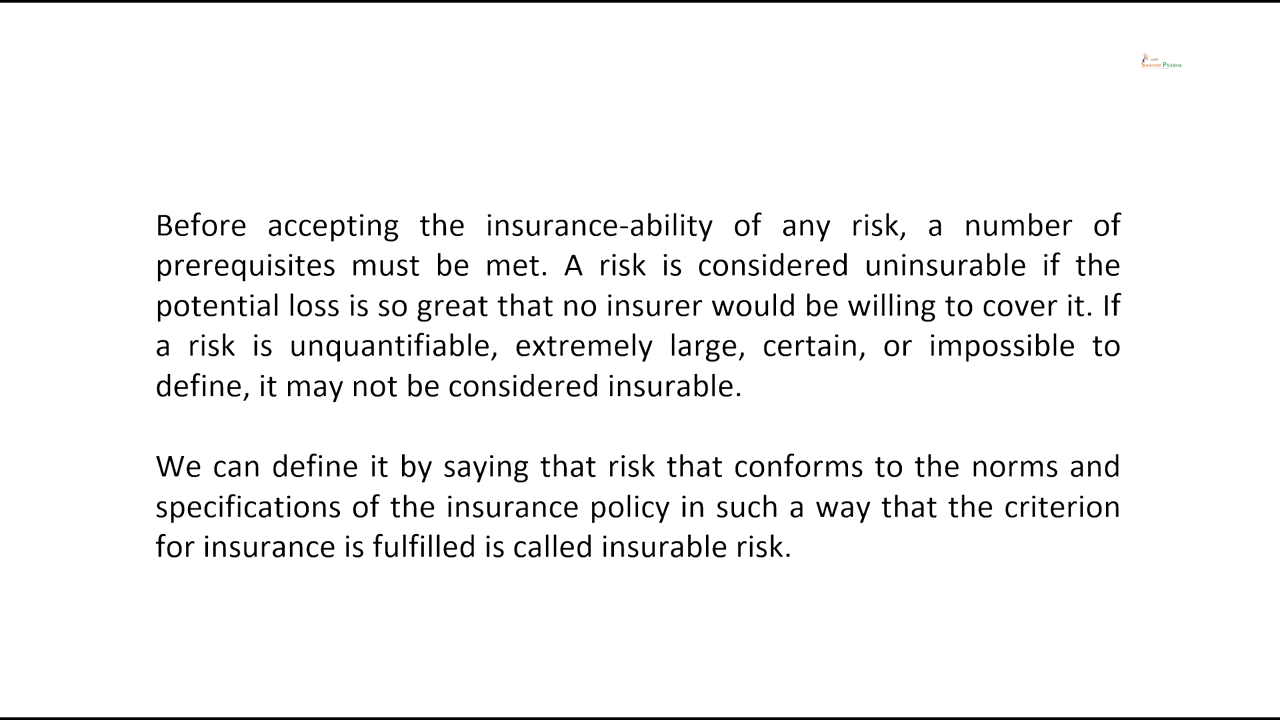 SWAYAM PRABHA
Before accepting the insurance-ability of any risk, a number of
prerequisites must be met. A risk is considered uninsurable if the
potential loss is so great that no insurer would be willing to cover it. If
a risk is unquantifiable, extremely large, certain, or impossible to
define, it may not be considered insurable.
We can define it by saying that risk that conforms to the norms and
specifications of the insurance policy in such a way that the criterion
for insurance is fulfilled is called insurable risk.